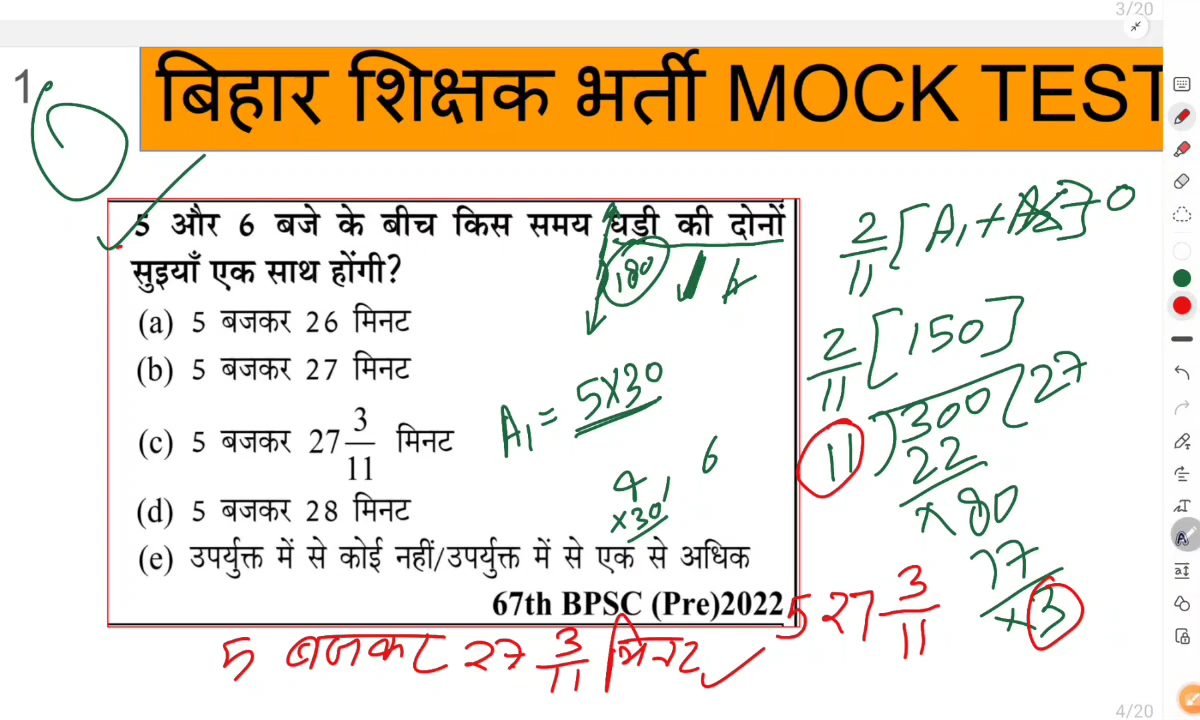 3/20
1
बिहार शिक्षक भर्ती MOCK TEST
5 और 6 बजे के बीच किस समय घड़ी की दोनों
सुइयाँ एक साथ होंगी?
(a) 5 बजकर 26 मिनट
(b) 5 बजकर 27 मिनट
(c) 5 बजकर 27 3/11 मिनट
(d) 5 बजकर 28 मिनट
(e) उपर्युक्त में से कोई नहीं/उपर्युक्त में से एक से अधिक
67th BPSC (Pre)2022
180
A₁ = 5×30
6
4
×30
2/11 [150]
11)300(27
22
×80
77
×3
5 27 3/11
5 बजकर 27 3/11 मिनट
4/20